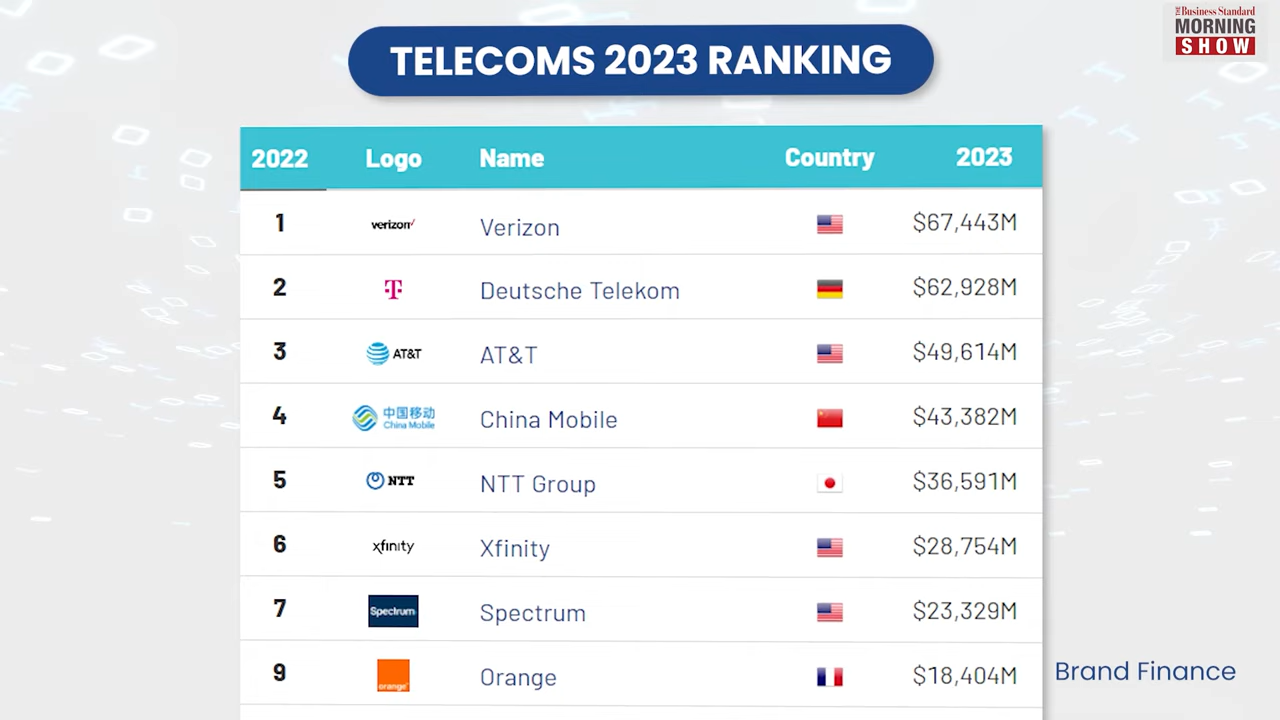 The Business Standard
MORNING
SHOW
TELECOMS 2023 RANKING
2022 Logo Name Country 2023
1 verizon Verizon $67,443M
2 T Deutsche Telekom $62,928M
3 AT&T AT&T $49,614M
4 中国移动 China Mobile China Mobile $43,382M
5 NTT NTT Group $36,591M
6 xfinity Xfinity $28,754M
7 Spectrum Spectrum $23,329M
9 orange Orange $18,404M
Brand Finance